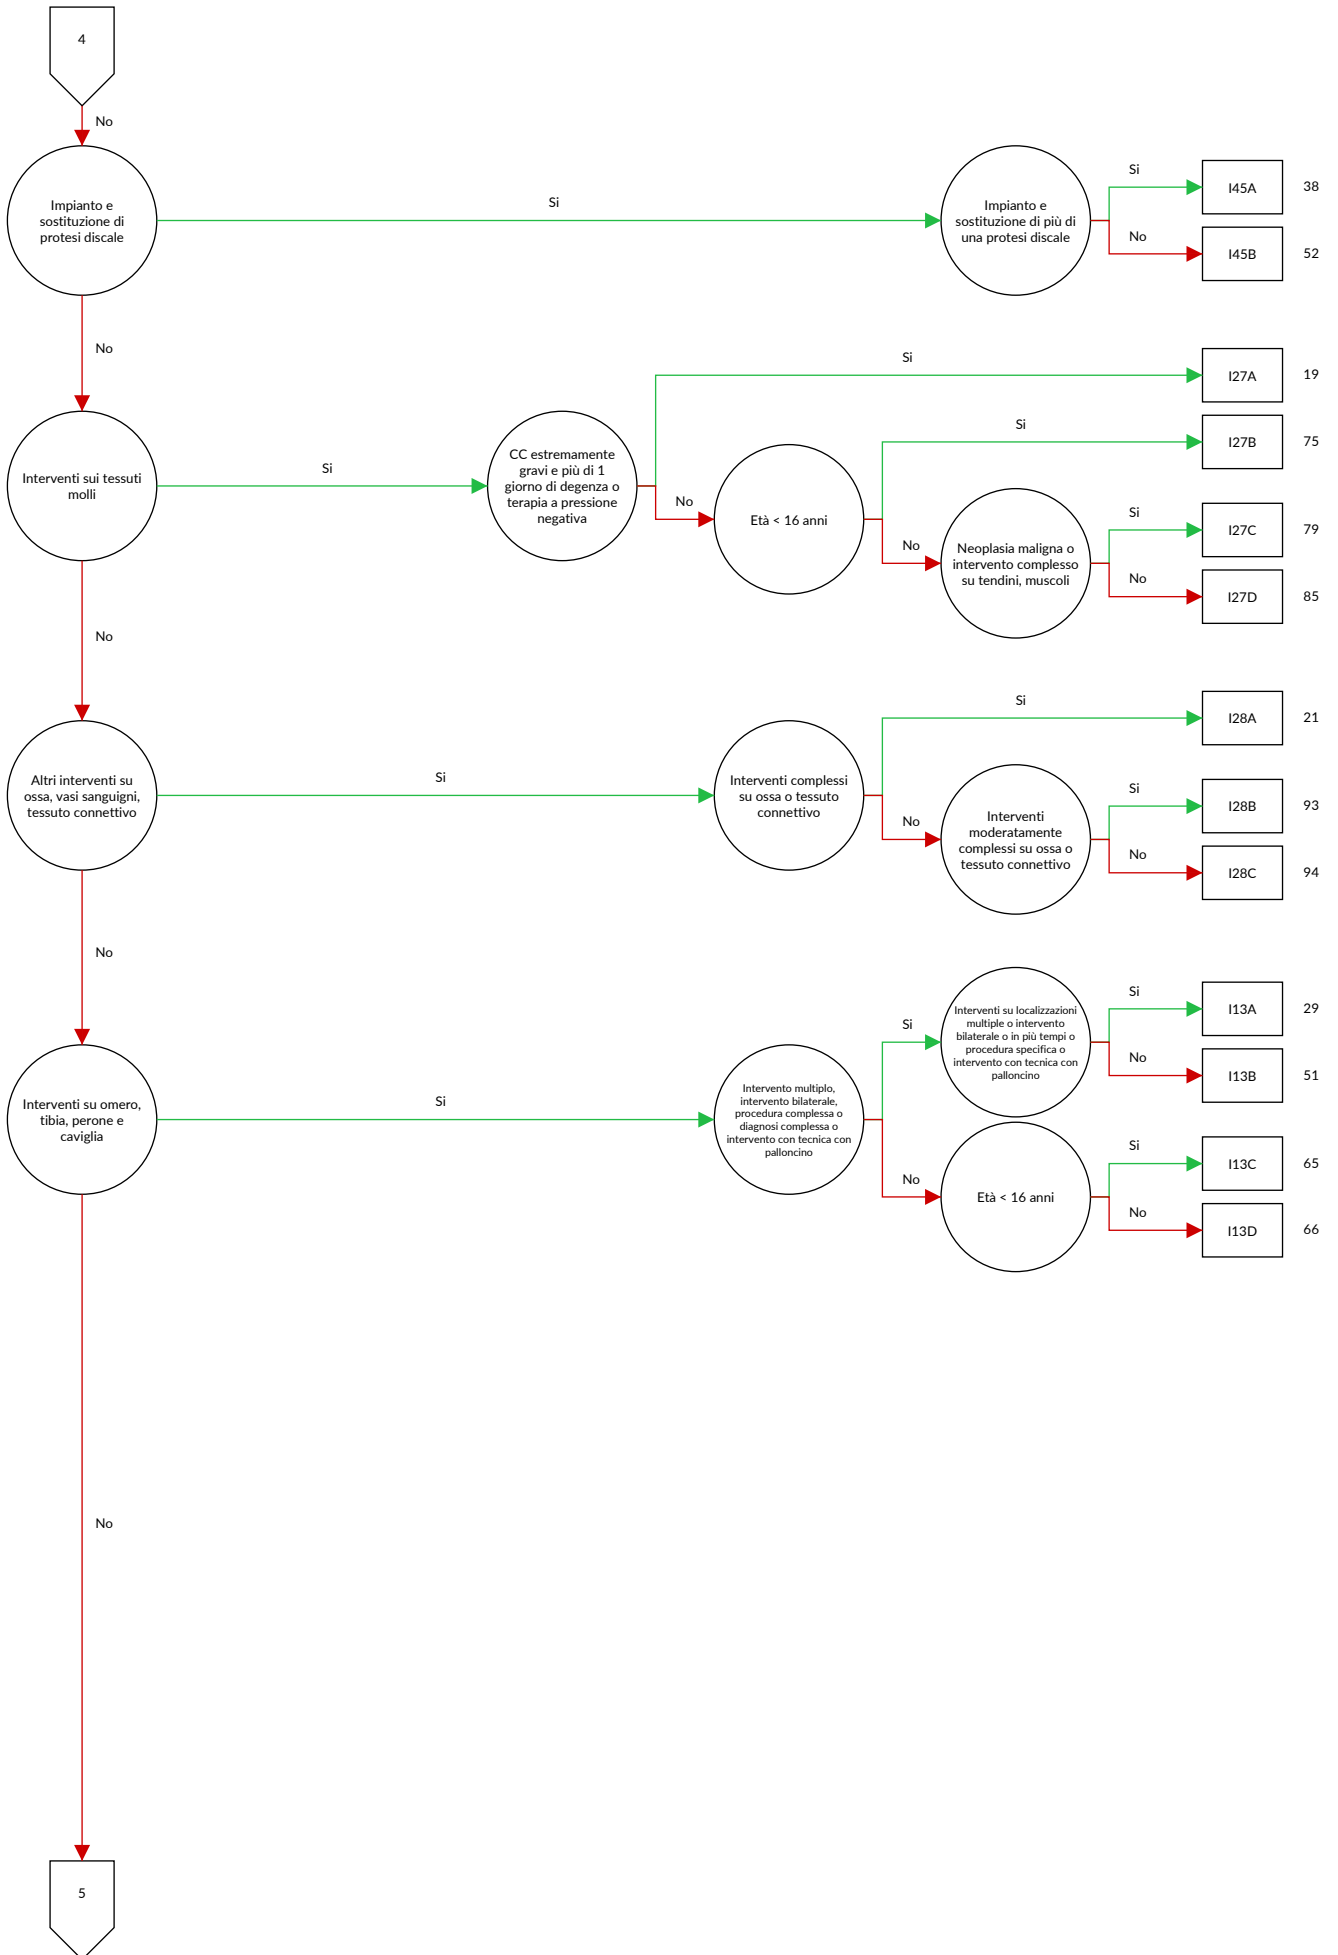 4
No
Impianto e
sostituzione di
protesi discale
Si
Impianto e
sostituzione di più di
una protesi discale
Si
I45A
38
No
I45B
52
No
Interventi sui tessuti
molli
Si
CC estremamente
gravi e più di 1
giorno di degenza o
terapia a pressione
negativa
Si
I27A
19
No
Età < 16 anni
Si
I27B
75
No
Neoplasia maligna o
intervento complesso
su tendini, muscoli
Si
I27C
79
No
I27D
85
No
Altri interventi su
ossa, vasi sanguigni,
tessuto connettivo
Si
Interventi complessi
su ossa o tessuto
connettivo
Si
I28A
21
No
Interventi
moderatamente
complessi su ossa o
tessuto connettivo
Si
I28B
93
No
I28C
94
No
Interventi su omero,
tibia, perone e
caviglia
Si
Intervento multiplo,
intervento bilaterale,
procedura complessa o
diagnosi complessa o
intervento con tecnica con
palloncino
Si
Interventi su localizzazioni
multiple o intervento
bilaterale o in più tempi o
procedura specifica o
intervento con tecnica con
palloncino
Si
I13A
29
No
I13B
51
No
Età < 16 anni
Si
I13C
65
No
I13D
66
No
5